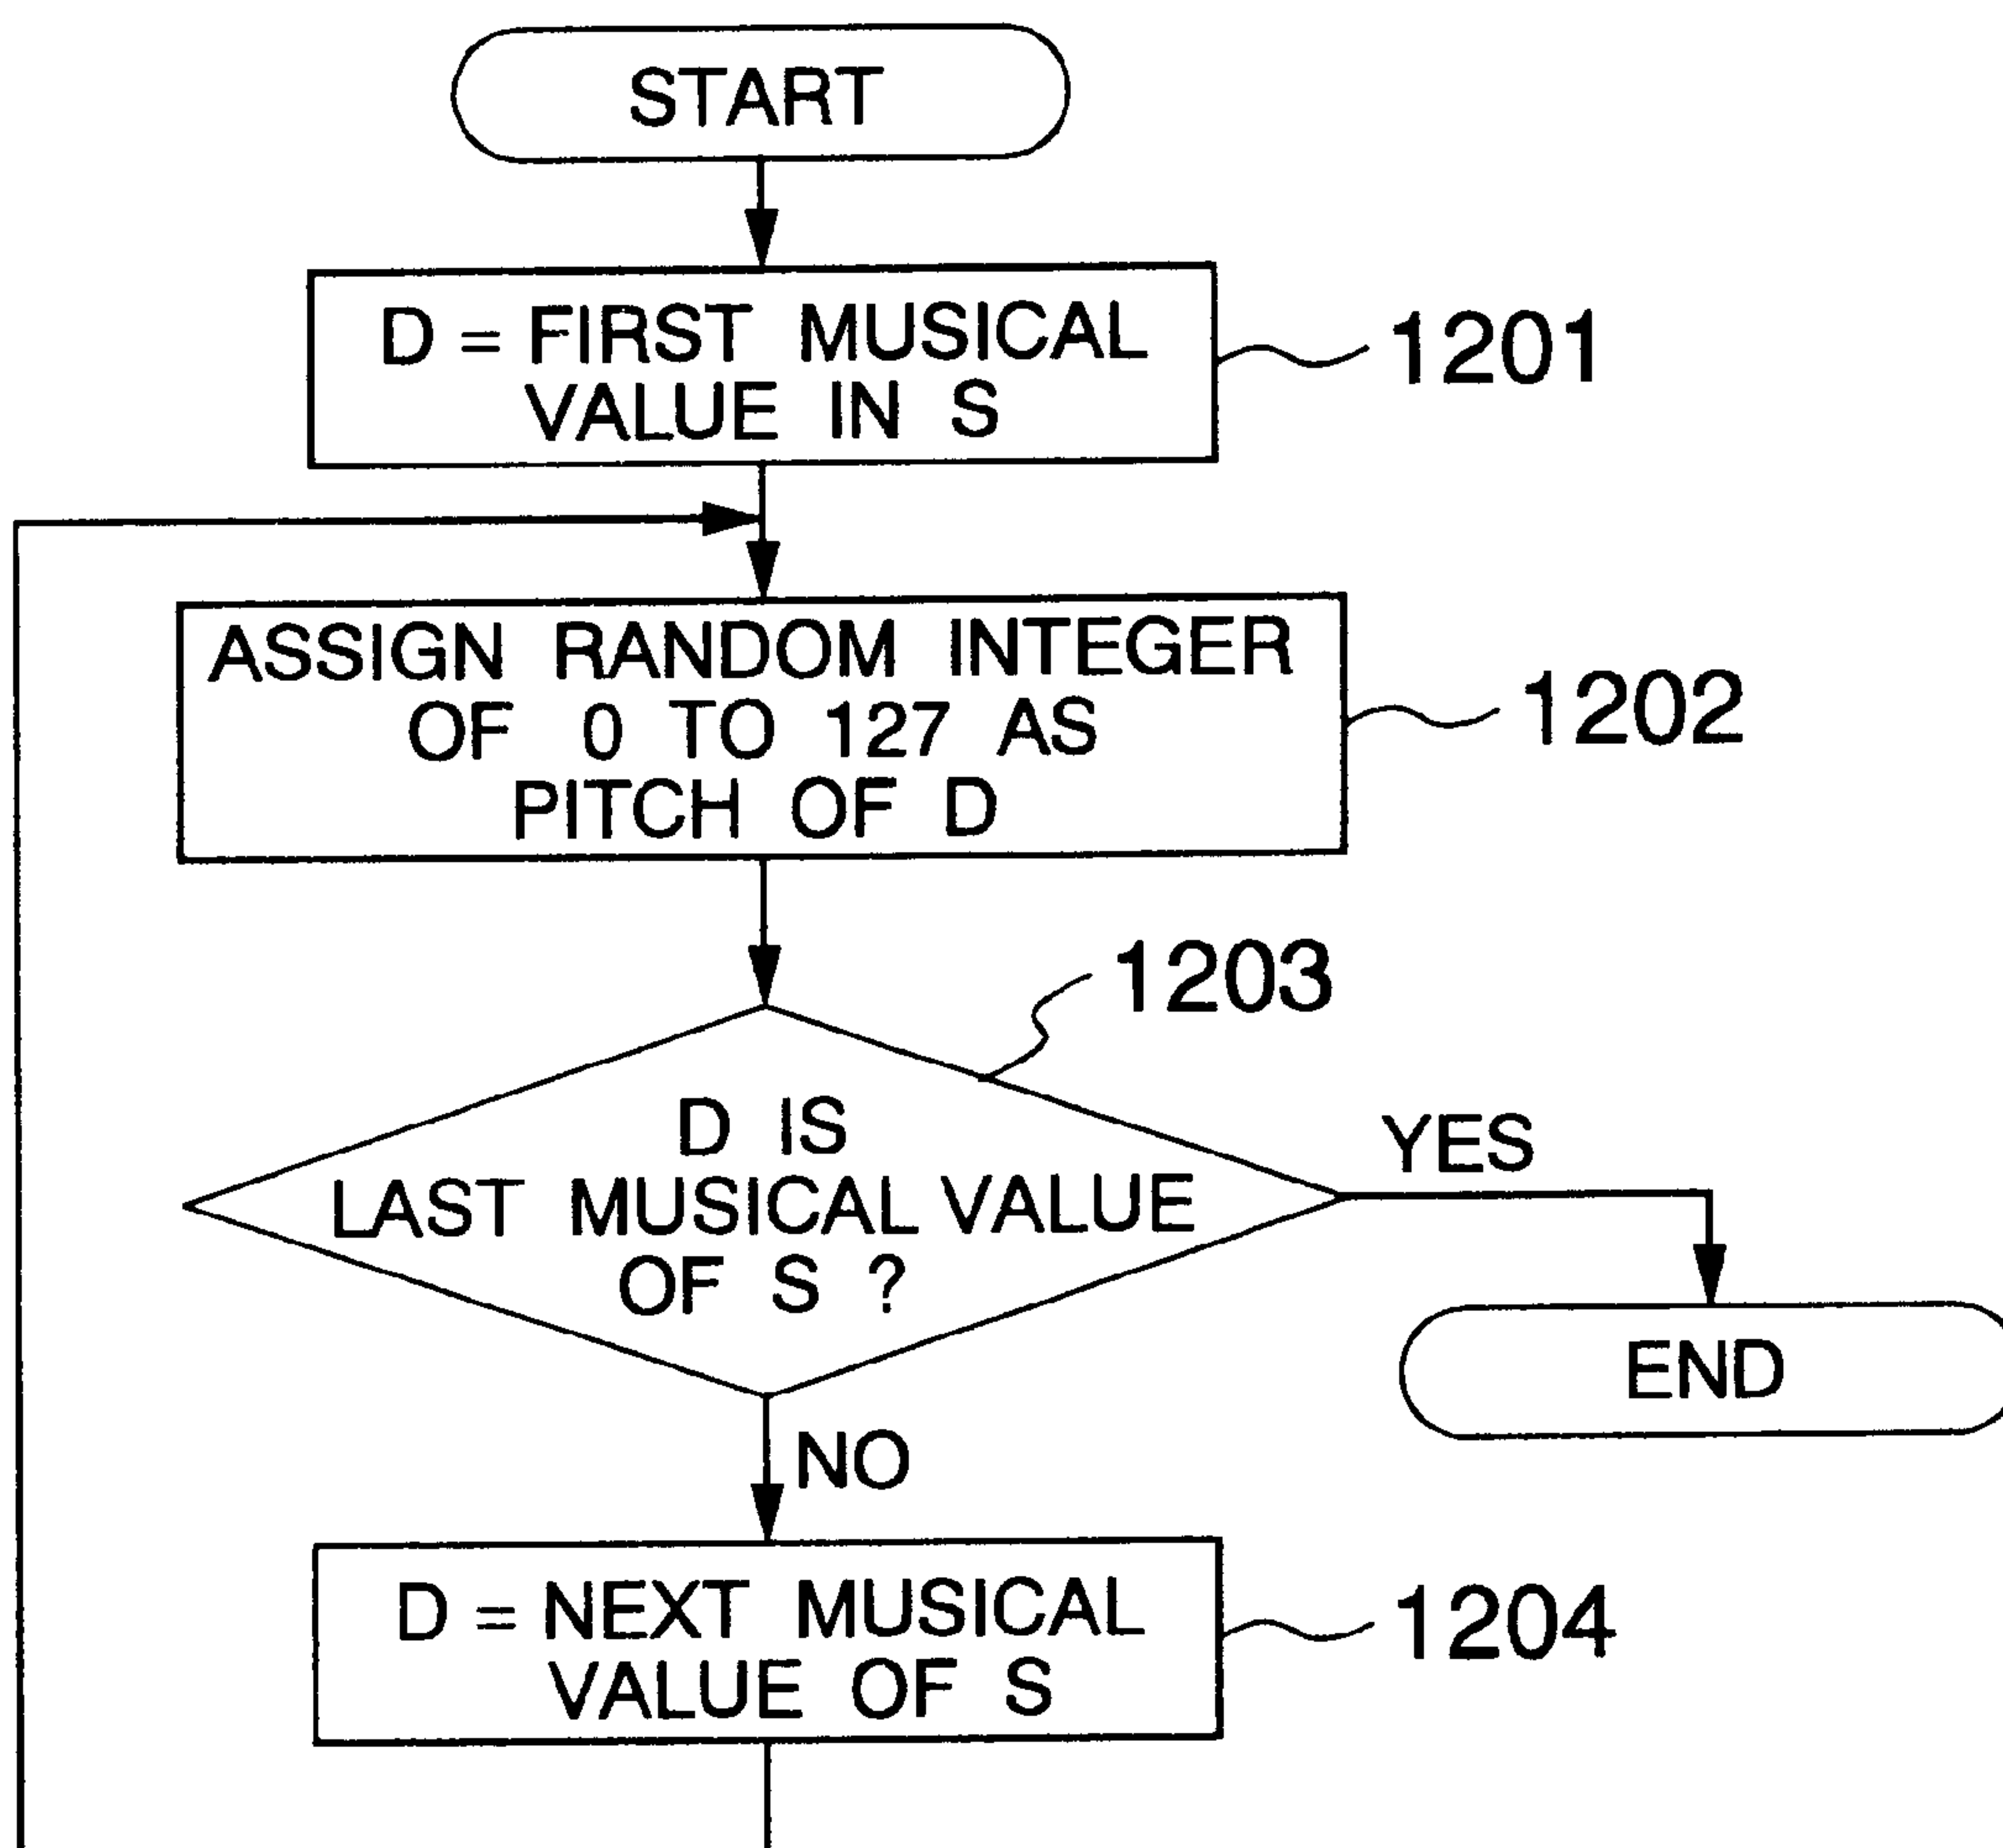 START
D = FIRST MUSICAL
VALUE IN S
1201
ASSIGN RANDOM INTEGER
OF 0 TO 127 AS
PITCH OF D
1202
1203
D IS
LAST MUSICAL VALUE
OF S ?
YES
END
NO
D = NEXT MUSICAL
VALUE OF S
1204